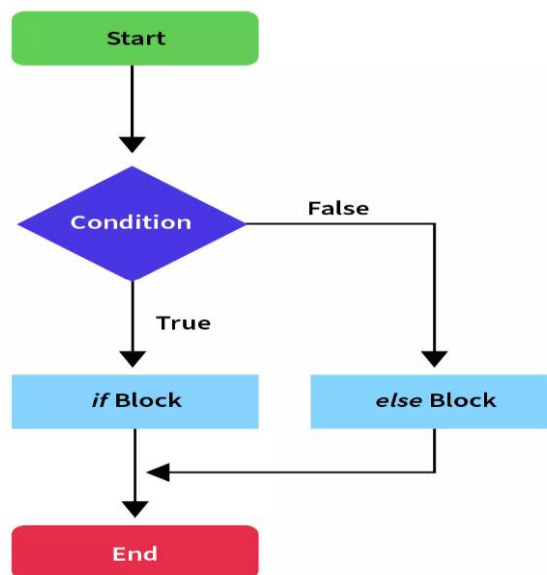 Start
Condition
False
True
if Block
else Block
End